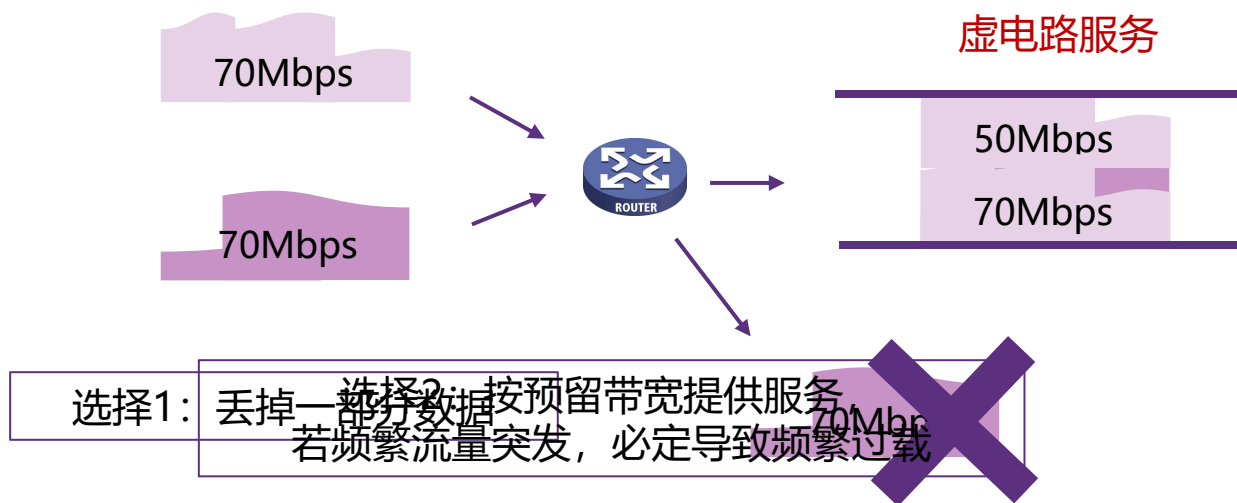 虚电路服务
70Mbps
50Mbps
ROUTER
70Mbps
70Mbps
选择1：丢掉一部分数据
选择2：按预留带宽提供服务，
若频繁流量突发，必定导致频繁过载